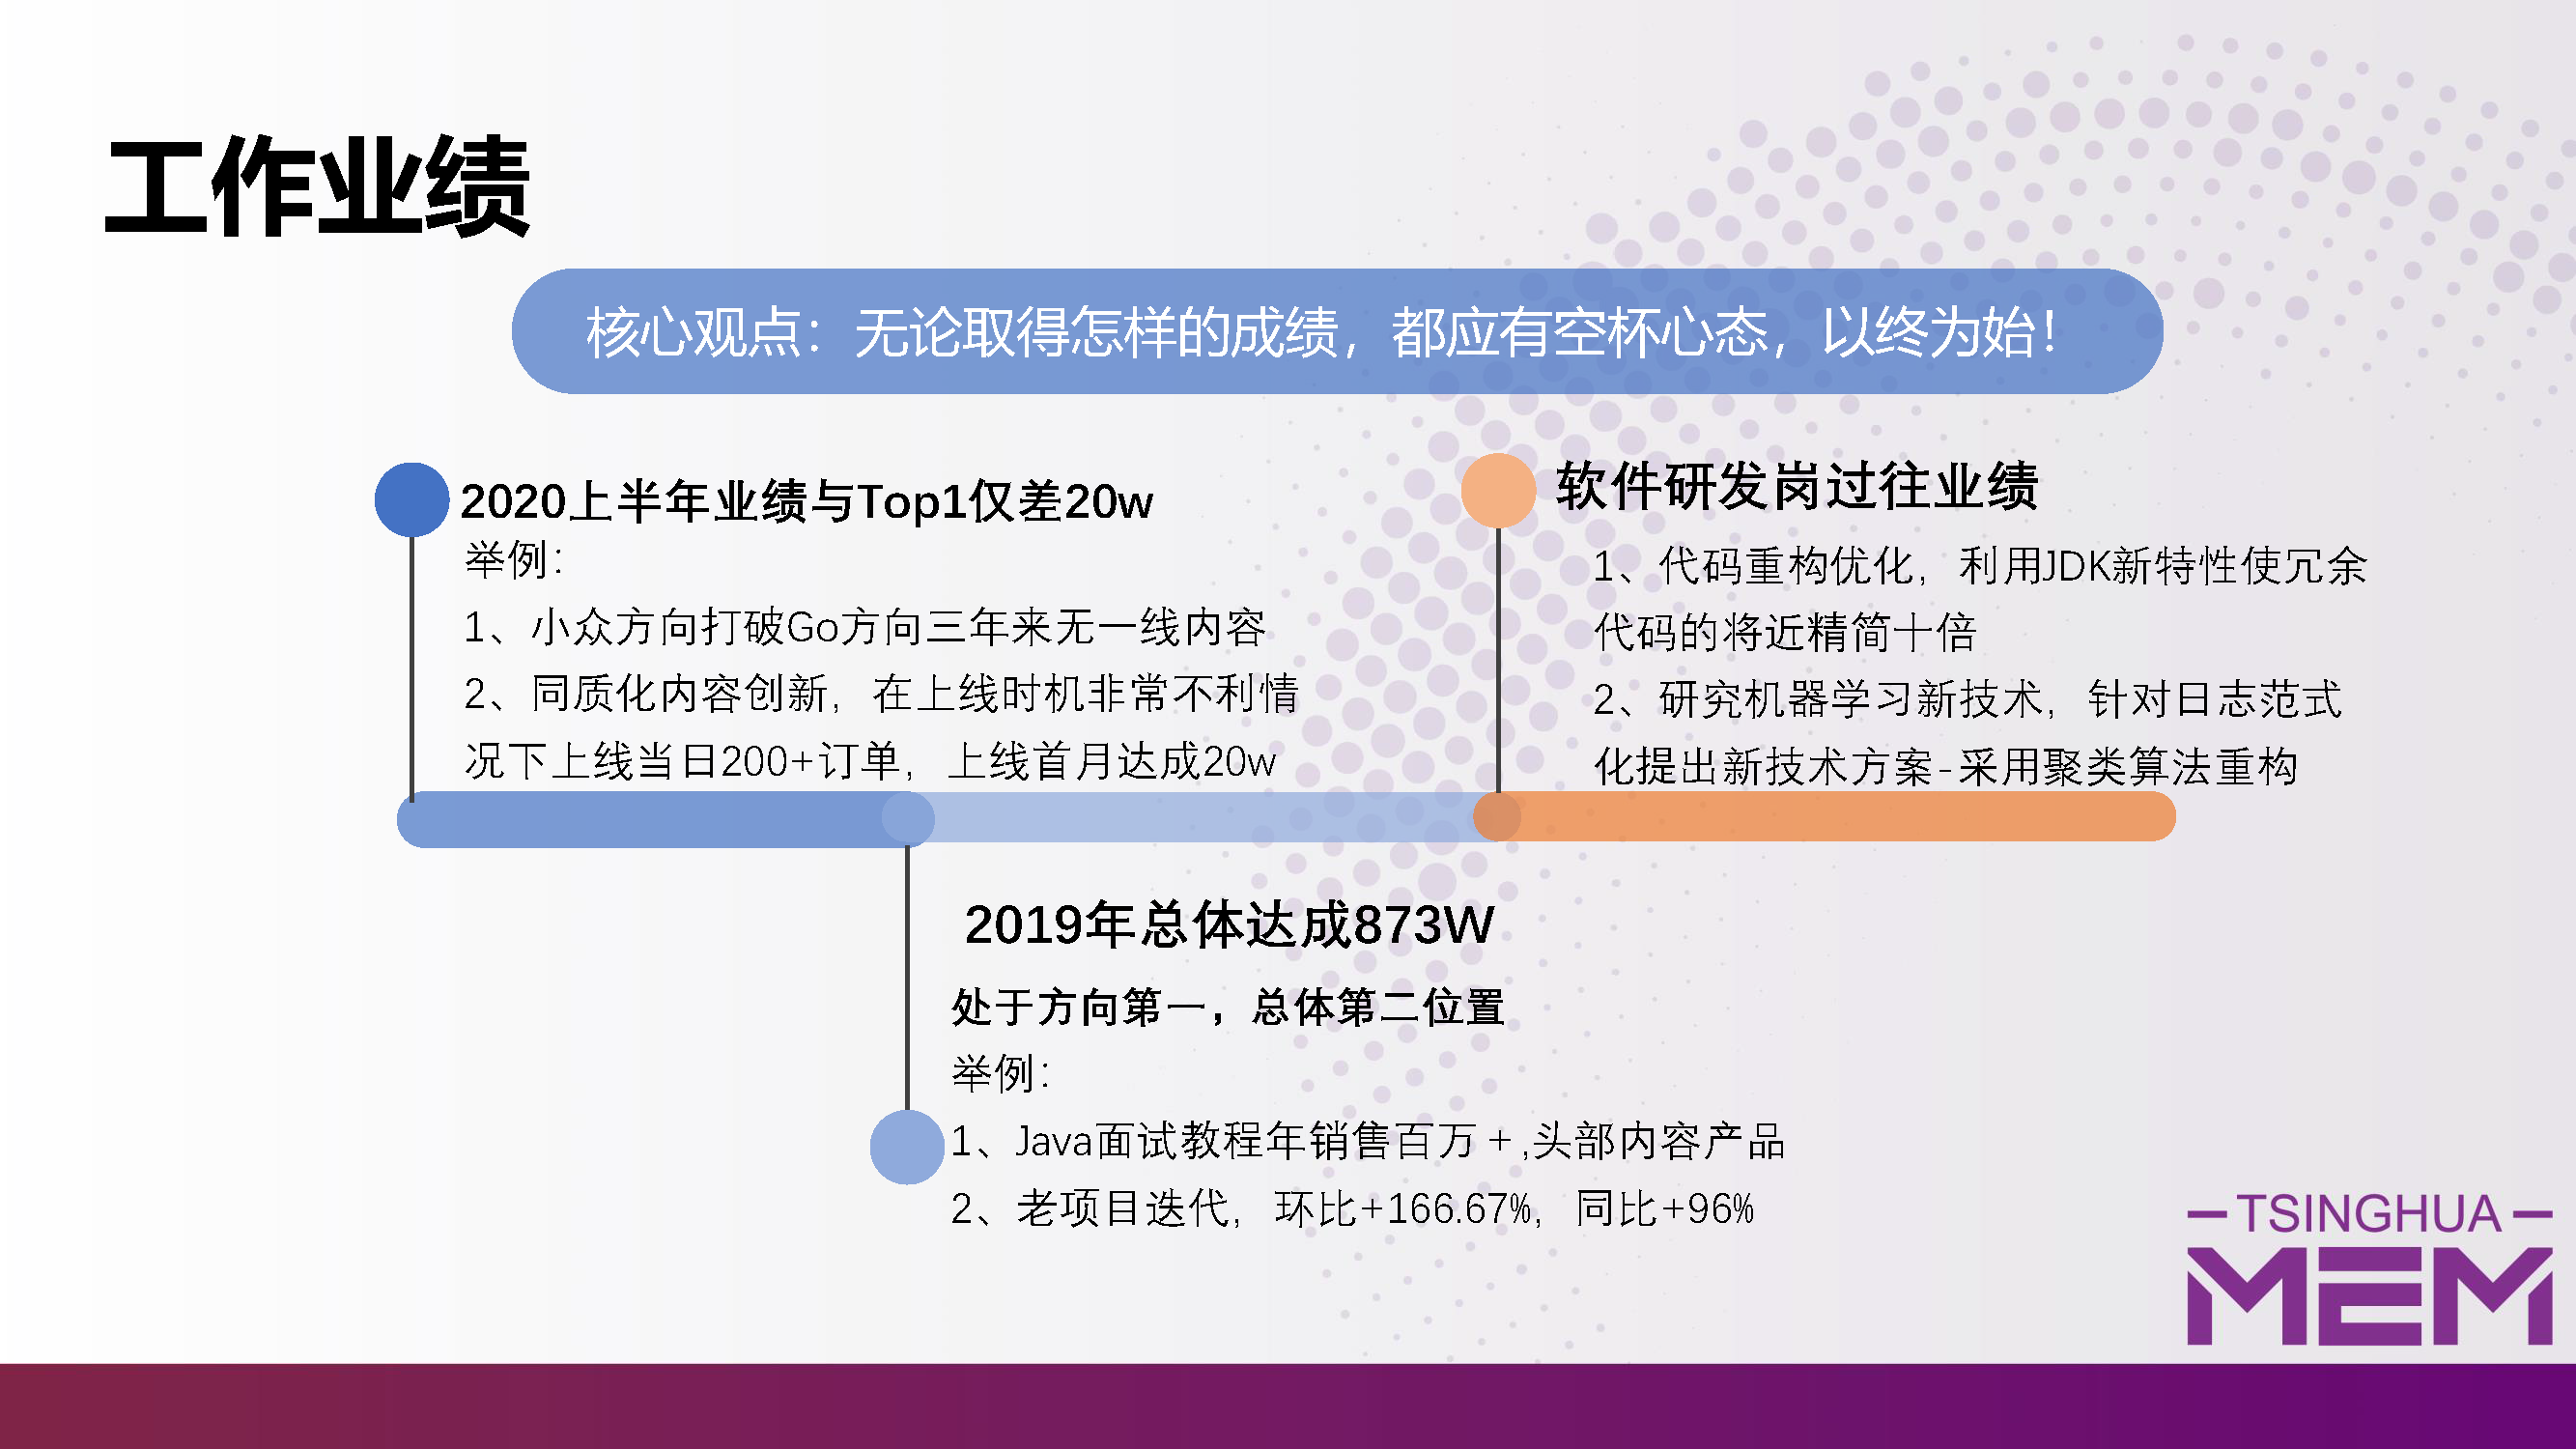 工作业绩
核心观点：无论取得怎样的成绩，都应有空杯心态，以终为始！
2020上半年业绩与Top1仅差20w
举例：
1、小众方向打破Go方向三年来无一线内容
2、同质化内容创新，在上线时机非常不利情
况下上线当日200+订单，上线首月达成20w
软件研发岗过往业绩
1、代码重构优化，利用JDK新特性使冗余
代码的将近精简十倍
2、研究机器学习新技术，针对日志范式
化提出新技术方案-采用聚类算法重构
2019年总体达成873W
处于方向第一，总体第二位置
举例：
1、Java面试教程年销售百万+,头部内容产品
2、老项目迭代，环比+166.67%，同比+96%
TSINGHUA
MEM